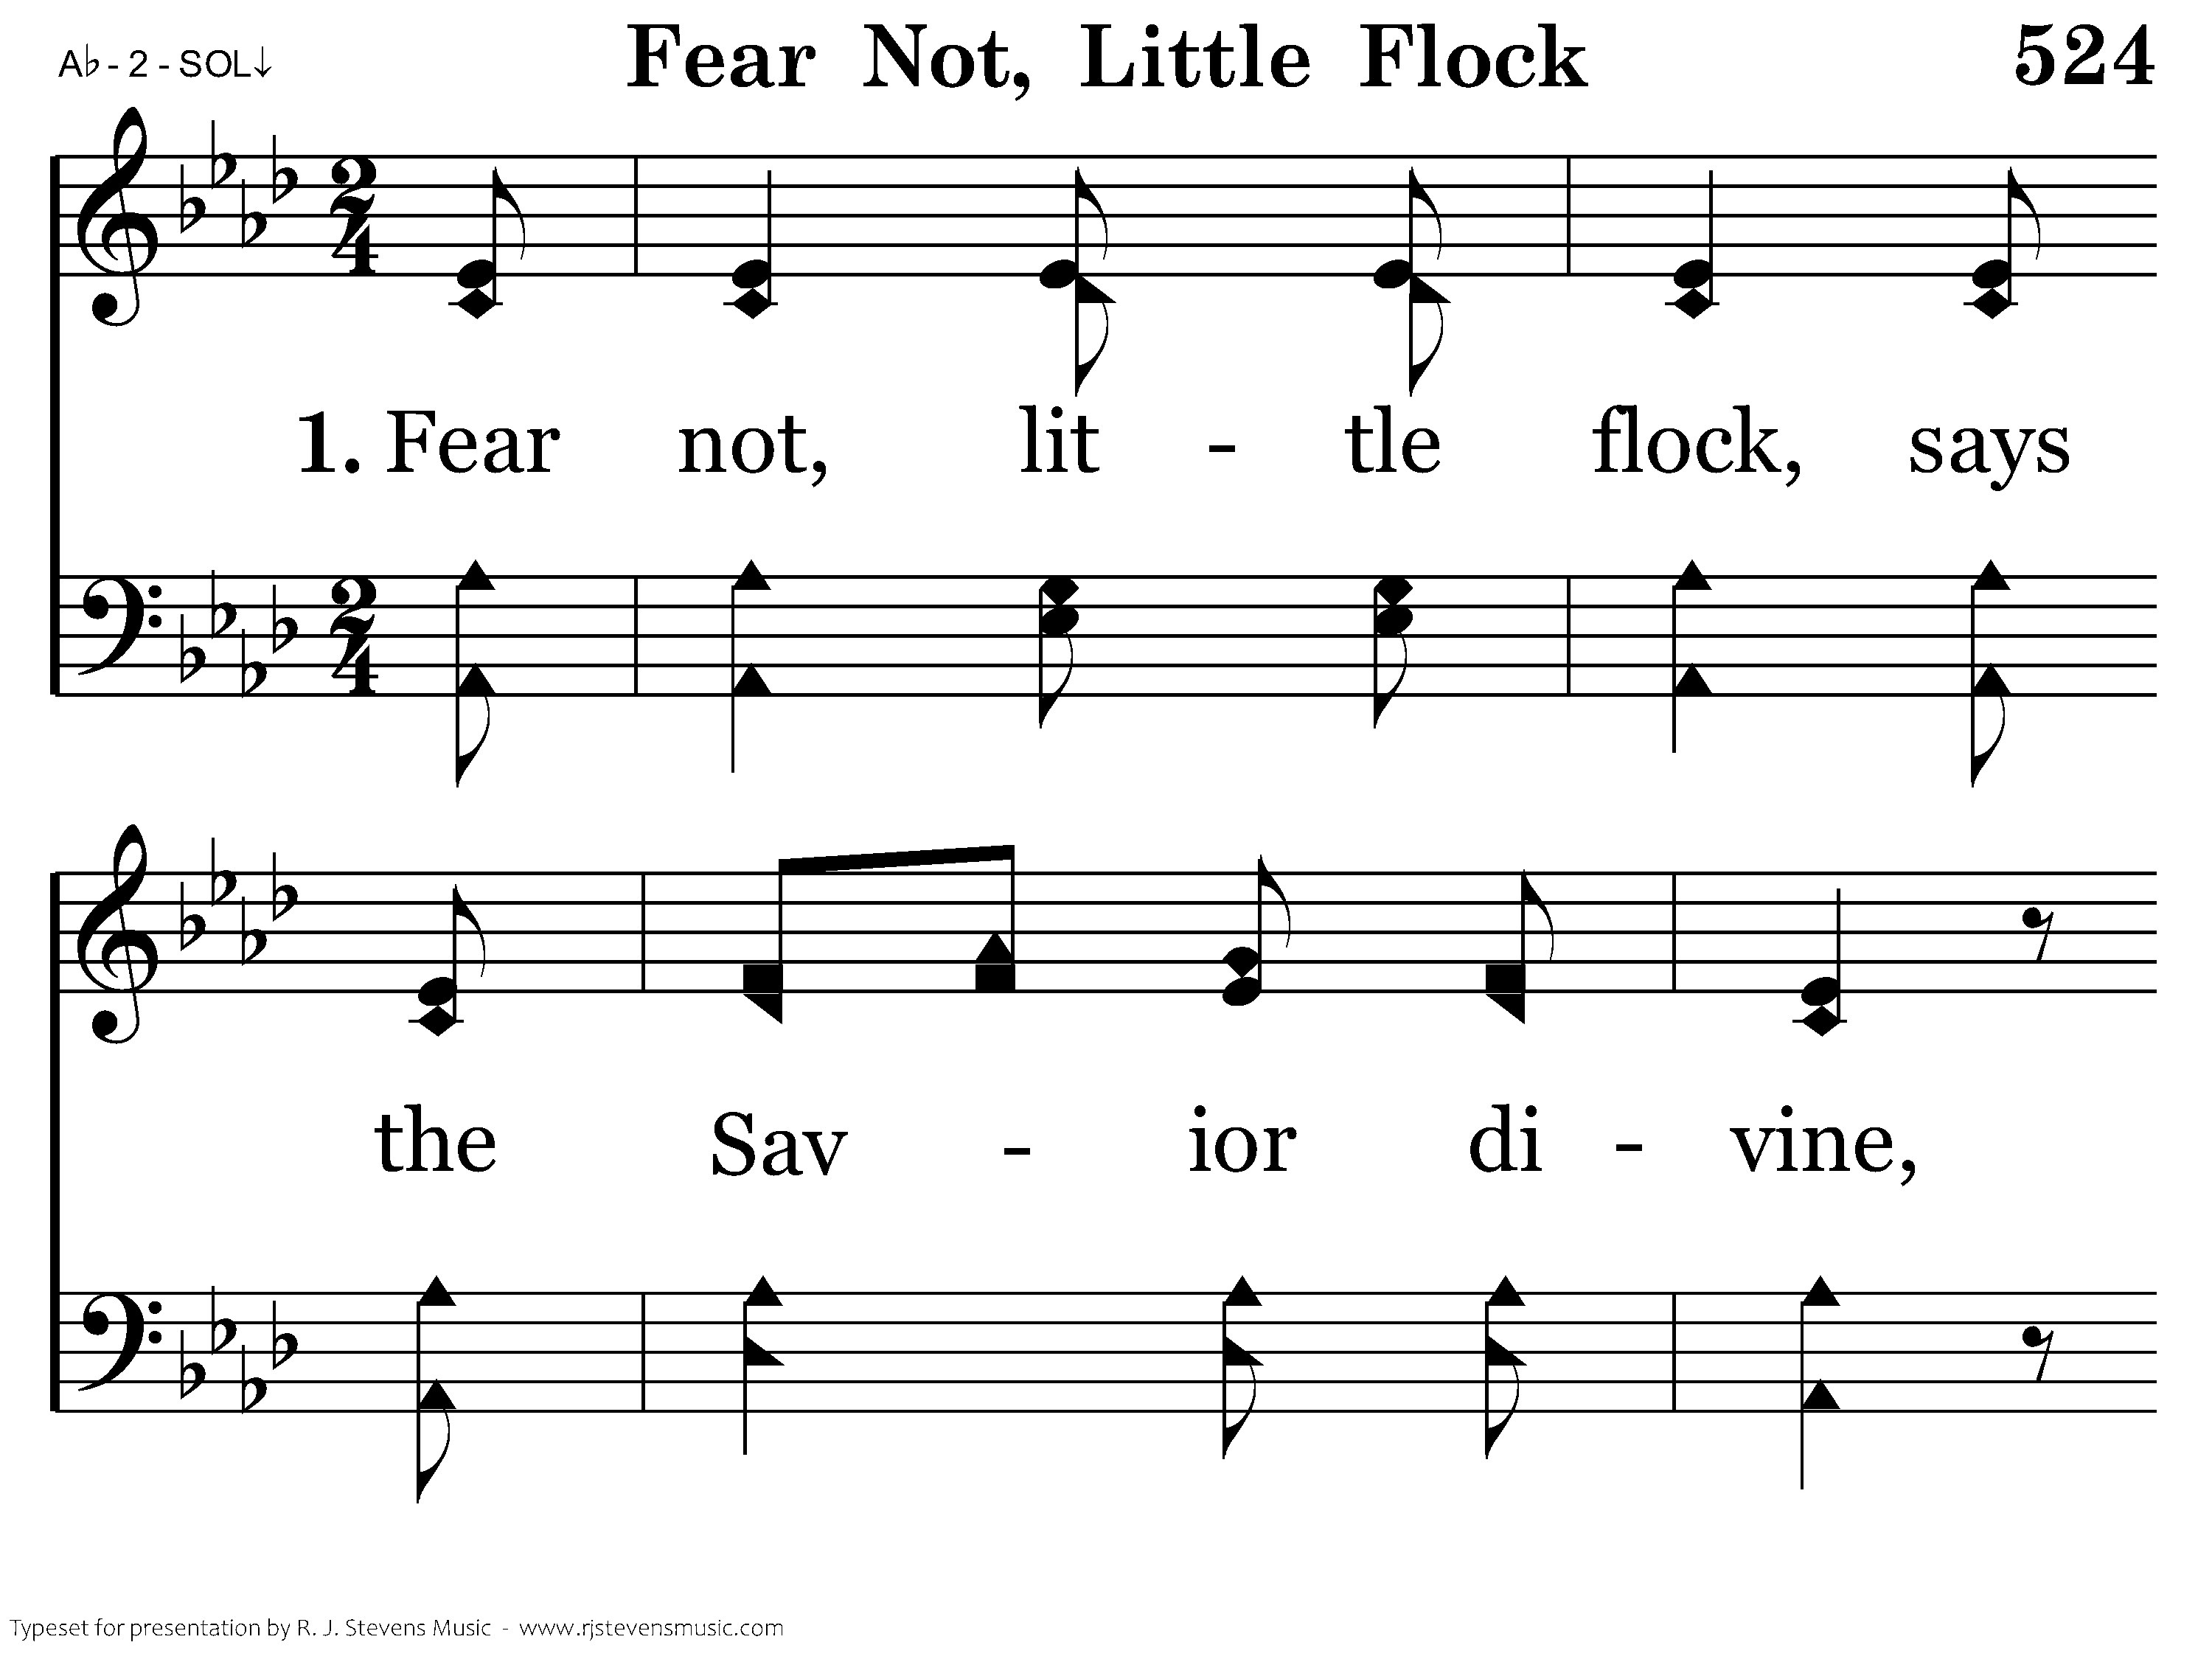 A♭ - 2 - SOL↓ Fear Not, Little Flock 524
1. Fear not, lit - tle flock, says
the Sav - ior di - vine,
Typeset for presentation by R. J. Stevens Music - www.rjstevensmusic.com